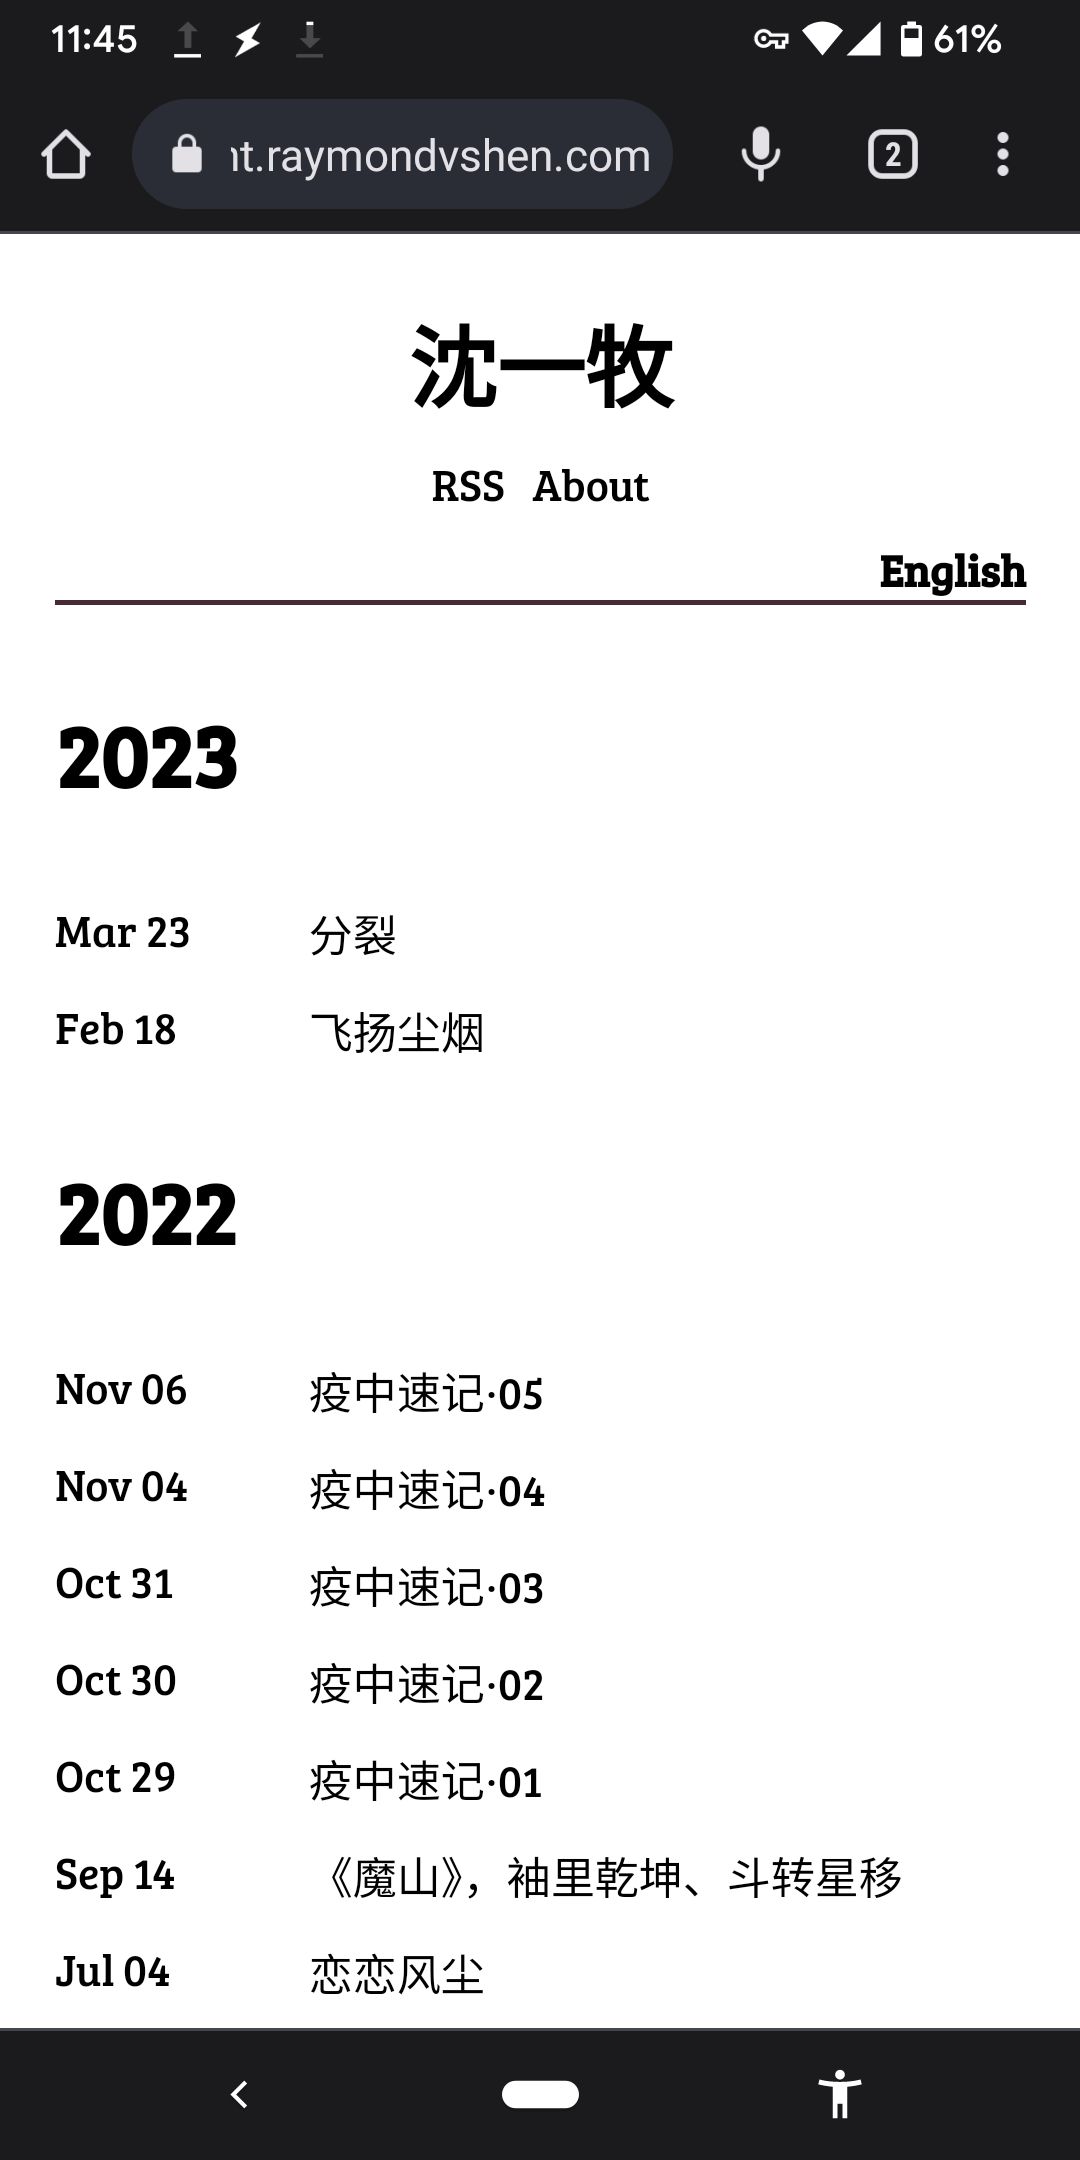 11:45 61%
nt.raymondvshen.com 2
沈一牧
RSS About
English
2023
Mar 23 分裂
Feb 18 飞扬尘烟
2022
Nov 06 疫中速记·05
Nov 04 疫中速记·04
Oct 31 疫中速记·03
Oct 30 疫中速记·02
Oct 29 疫中速记·01
Sep 14 《魔山》，袖里乾坤、斗转星移
Jul 04 恋恋风尘